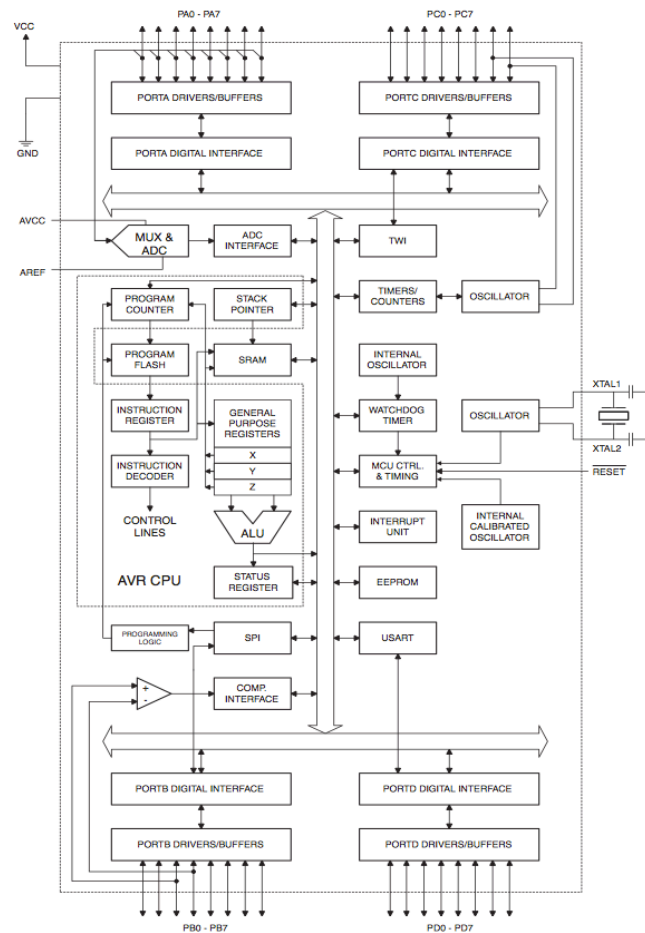 PA0 - PA7
PC0 - PC7
VCC
PORTA DRIVERS/BUFFERS
PORTC DRIVERS/BUFFERS
GND
PORTA DIGITAL INTERFACE
PORTC DIGITAL INTERFACE
AVCC
MUX &
ADC
ADC
INTERFACE
TWI
AREF
PROGRAM
COUNTER
STACK
POINTER
TIMERS/
COUNTERS
OSCILLATOR
PROGRAM
FLASH
SRAM
INTERNAL
OSCILLATOR
XTAL1
INSTRUCTION
REGISTER
GENERAL
PURPOSE
REGISTERS
WATCHDOG
TIMER
OSCILLATOR
XTAL2
X
Y
Z
INSTRUCTION
DECODER
MCU CTRL.
& TIMING
RESET
CONTROL
LINES
ALU
INTERRUPT
UNIT
INTERNAL
CALIBRATED
OSCILLATOR
AVR CPU
STATUS
REGISTER
EEPROM
PROGRAMMING
LOGIC
SPI
USART
+
-
COMP.
INTERFACE
PORTB DIGITAL INTERFACE
PORTD DIGITAL INTERFACE
PORTB DRIVERS/BUFFERS
PORTD DRIVERS/BUFFERS
PB0 - PB7
PD0 - PD7